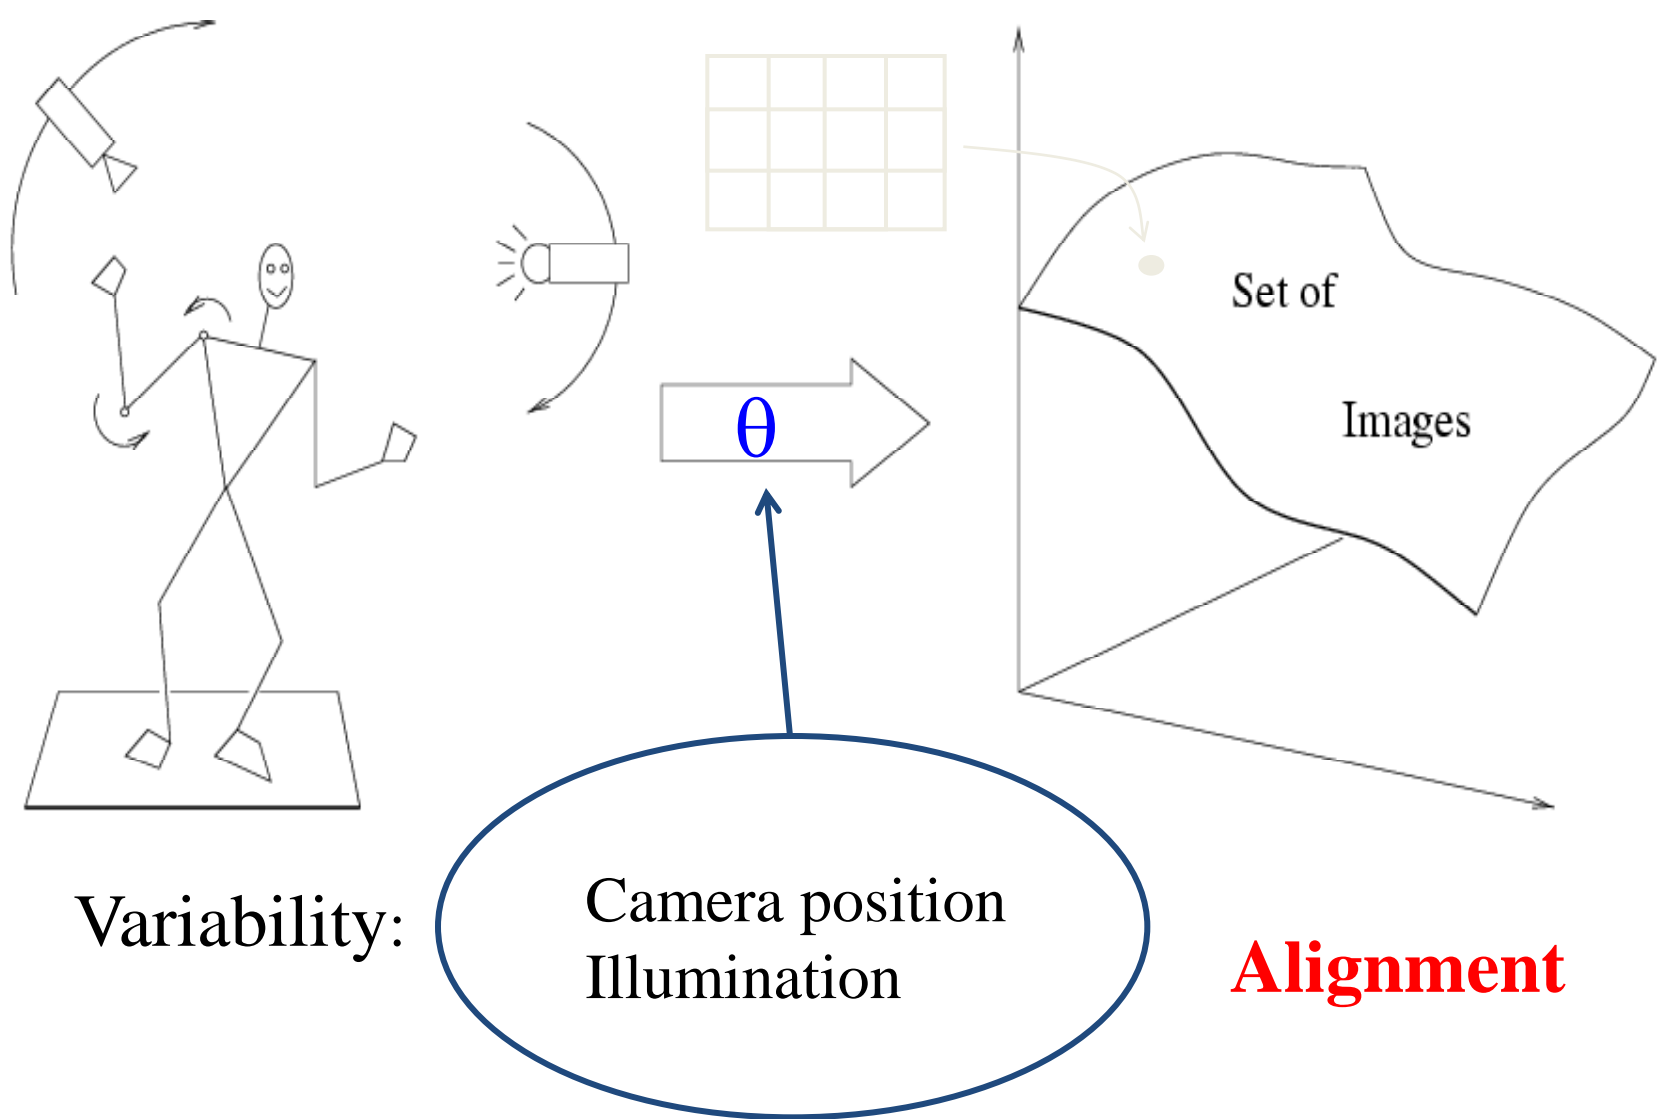 Set of
Images
θ
Variability:
Camera position
Illumination
Alignment